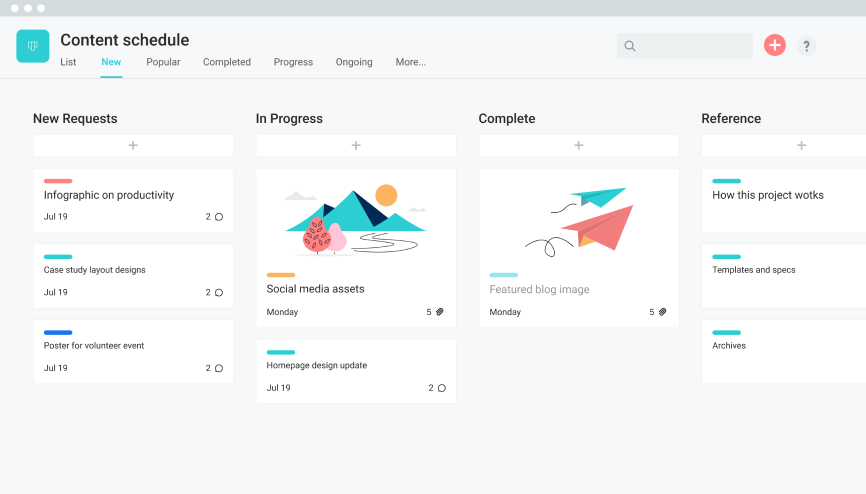 Content schedule
List New Popular Completed Progress Ongoing More...
?
New Requests
Infographic on productivity
Jul 19 2
Case study layout designs
Jul 19 2
Poster for volunteer event
Jul 19 2
In Progress
Social media assets
Monday 5
Homepage design update
Jul 19 2
Complete
Featured blog image
Monday 5
Reference
How this project wotks
Templates and specs
Archives